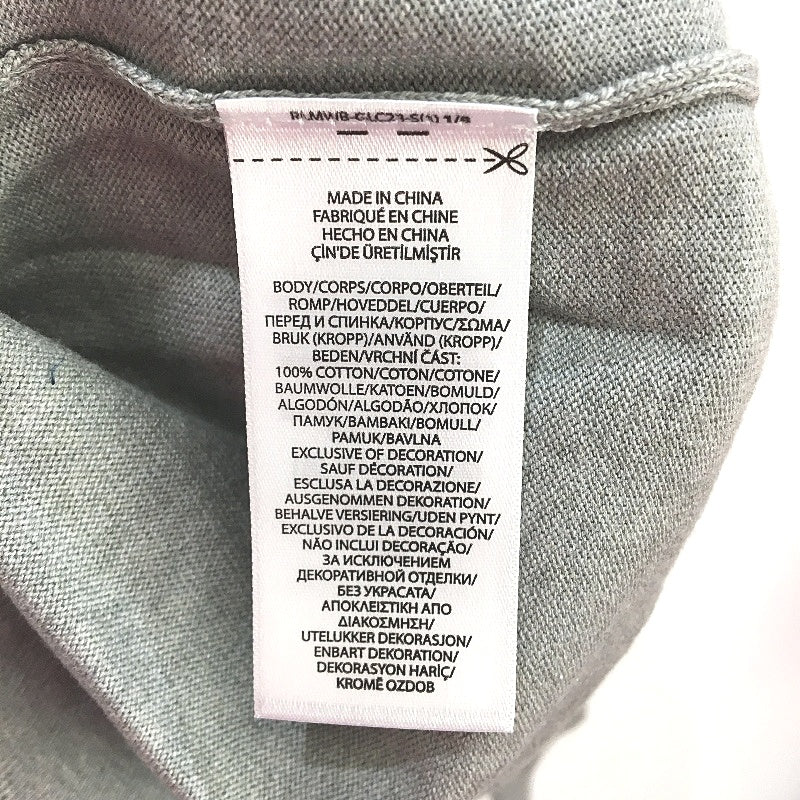 MADE IN CHINA
FABRIQUÉ EN CHINE
HECHO EN CHINA
ÇİN'DE ÜRETİLMİŞTİR
BODY/CORPS/CORPO/OBERTEIL/
ROMP/HOVEDDEL/CUERPO/
ПЕРЕД И СПИНКА/КОРПУС/ΣΩΜΑ/
BRUK (KROPP)/ANVÄND (KROPP)/
BEDEN/VRCHNÍ ČÁST:
100% COTTON/COTON/COTONE/
BAUMWOLLE/KATOEN/BOMULD/
ALGODÓN/ALGODÃO/ХЛОПОК/
ПАМУК/ΒΑΜΒΑΚΙ/BOMULL/
PAMUK/BAVLNA
EXCLUSIVE OF DECORATION/
SAUF DÉCORATION/
ESCLUSA LA DECORAZIONE/
AUSGENOMMEN DEKORATION/
BEHALVE VERSIERING/UDEN PYNT/
EXCLUSIVO DE LA DECORACIÓN/
NÃO INCLUI DECORAÇÃO/
ЗА ИСКЛЮЧЕНИЕМ
ДЕКОРАТИВНОЙ ОТДЕЛКИ/
БЕЗ УКРАСАТА/
ΑΠΟΚΛΕΙΣΤΙΚΗ ΑΠΟ
ΔΙΑΚΟΣΜΗΣΗ/
UTELUKKER DEKORASJON/
ENBART DEKORATION/
DEKORASYON HARİÇ/
KROMĚ OZDOB